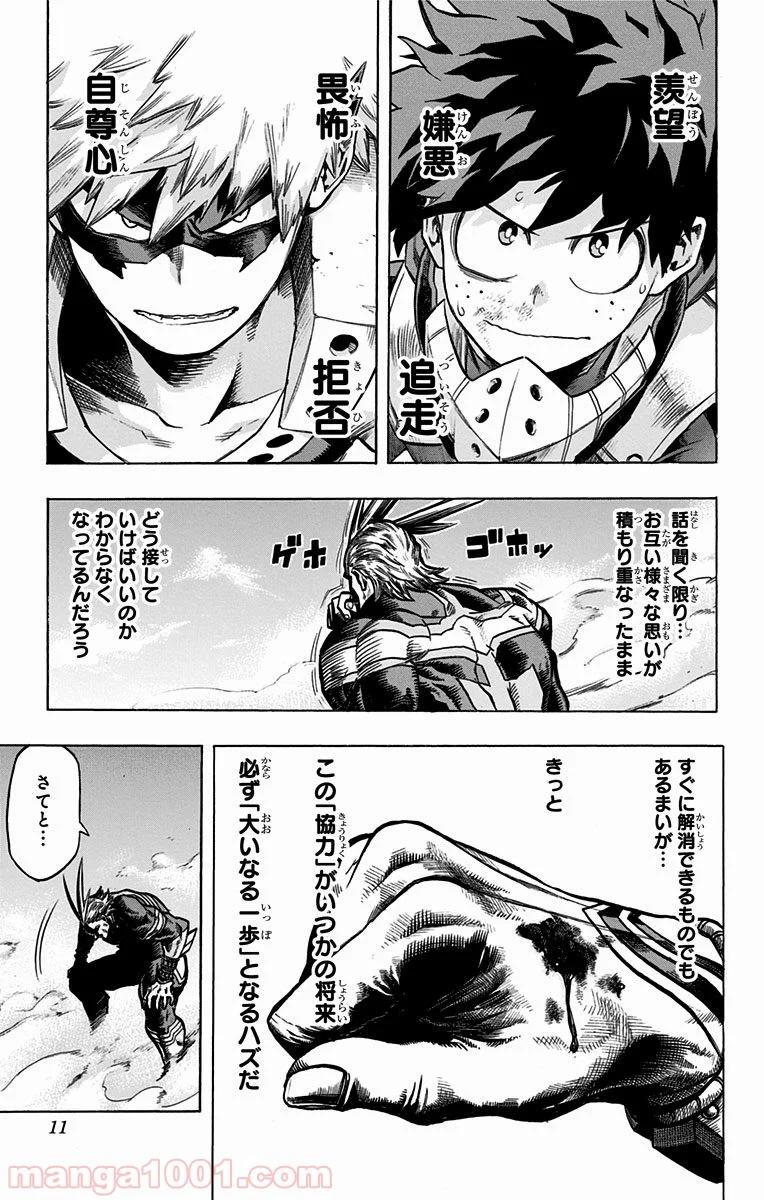 羨望
嫌悪
追走
畏怖
自尊心
拒否
話を聞く限り…
お互い様々な思いが
積もり重なったまま
ゴホッ
ゲホ
どう接して
いけばいいのか
わからなく
なってるんだろう
すぐに解消できるものでも
あるまいが…
きっと
この「協力」がいつかの将来
必ず「大いなる一歩」となるハズだ
さてと…
11
manga1001.com